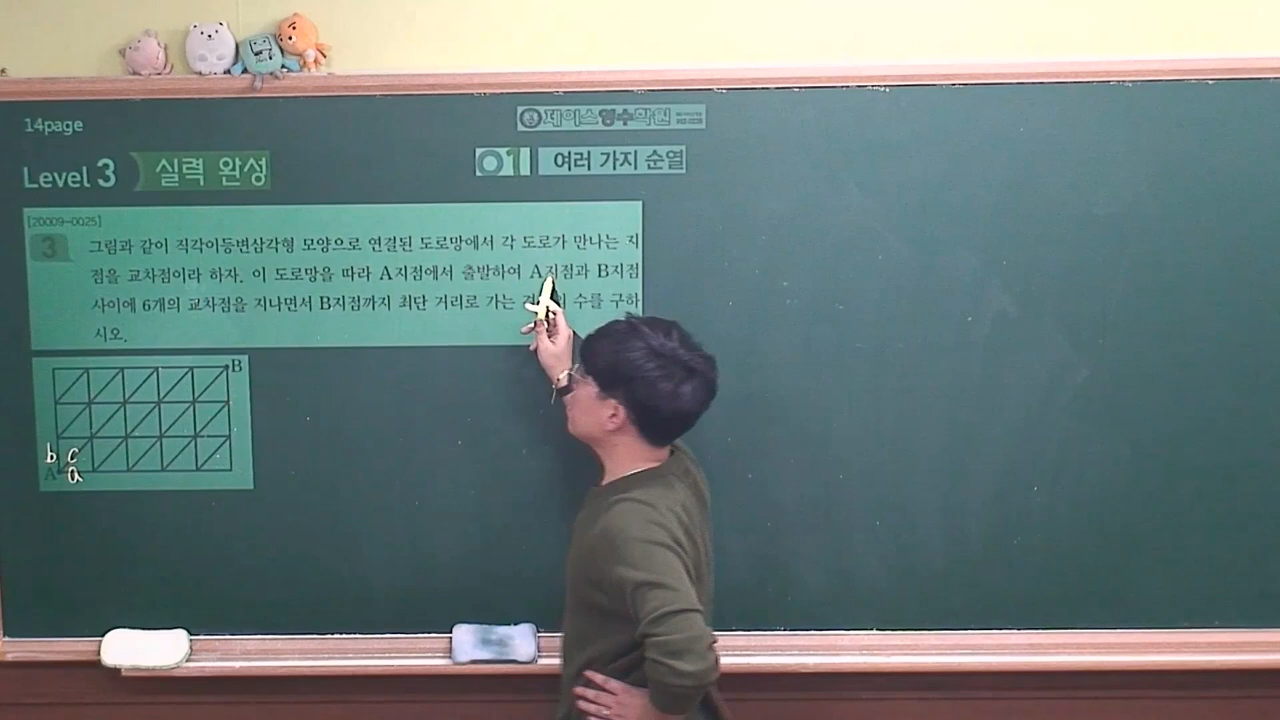 14page
제이스영수학원
Level 3 실력 완성
01 여러 가지 순열
[20009-0025]
3 그림과 같이 직각이등변삼각형 모양으로 연결된 도로망에서 각 도로가 만나는 지
점을 교차점이라 하자. 이 도로망을 따라 A지점에서 출발하여 A지점과 B지점
사이에 6개의 교차점을 지나면서 B지점까지 최단 거리로 가는 수를 구하
시오.
B
b c
A a